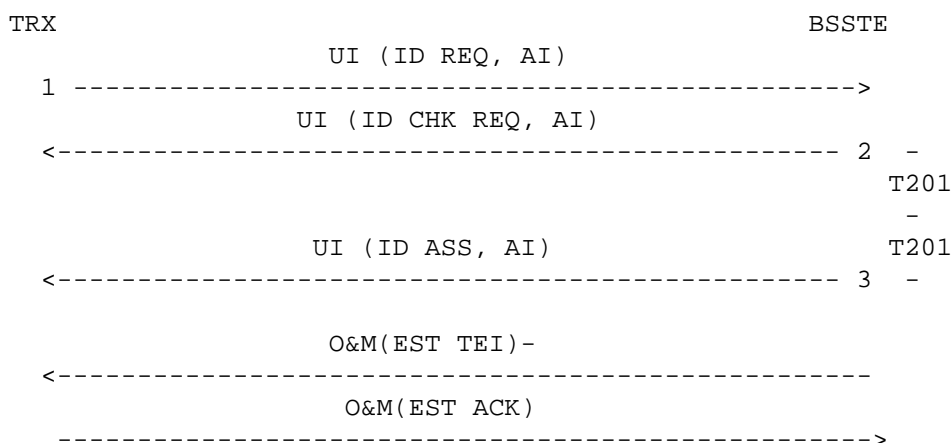 TRX BSSTE
UI (ID REQ, AI)
1 ------------------------------------------------->
UI (ID CHK REQ, AI)
<------------------------------------------------- 2 -
T201
-
UI (ID ASS, AI) T201
<------------------------------------------------- 3 -
O&M(EST TEI)-
<---------------------------------------------------
O&M(EST ACK)
--------------------------------------------------->